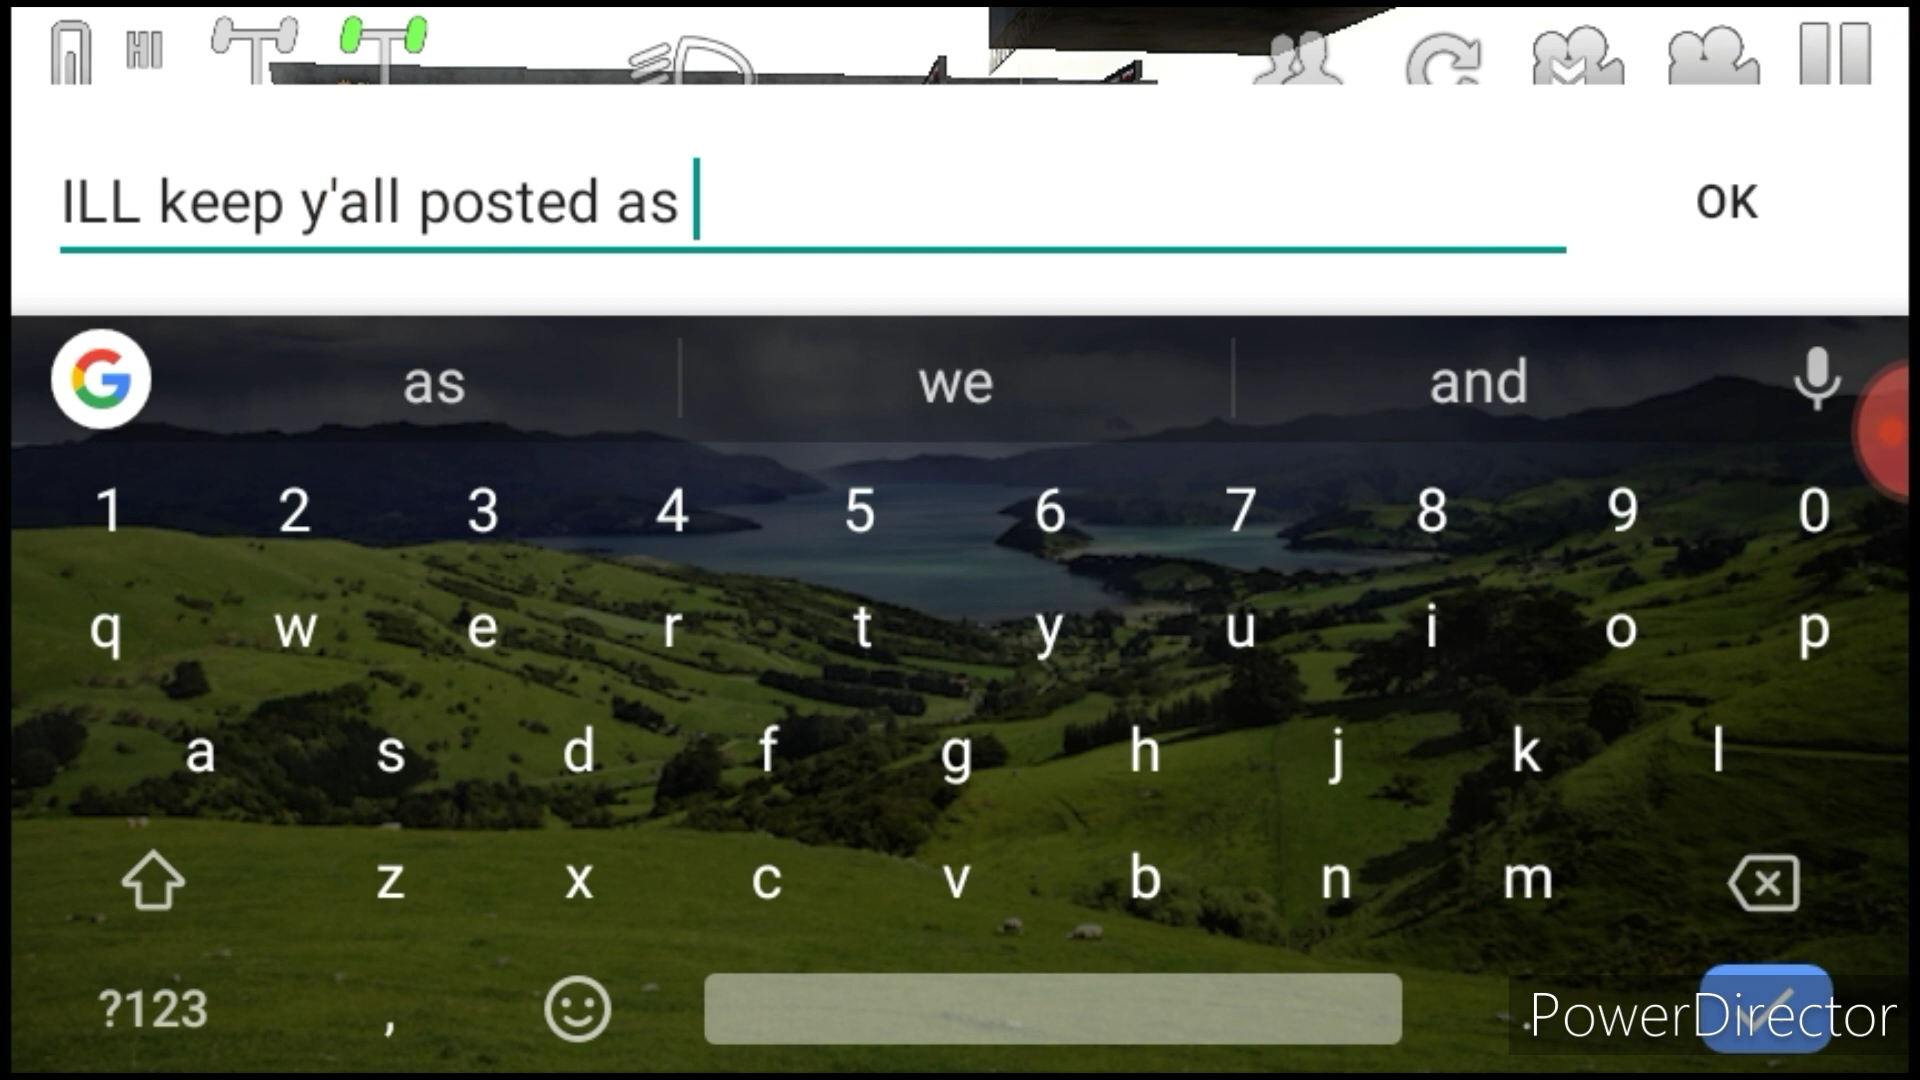 HI
ILL keep y'all posted as
OK
G as we and
1 2 3 4 5 6 7 8 9 0
q w e r t y u i o p
a s d f g h j k l
z x c v b n m
?123 , .
PowerDirector